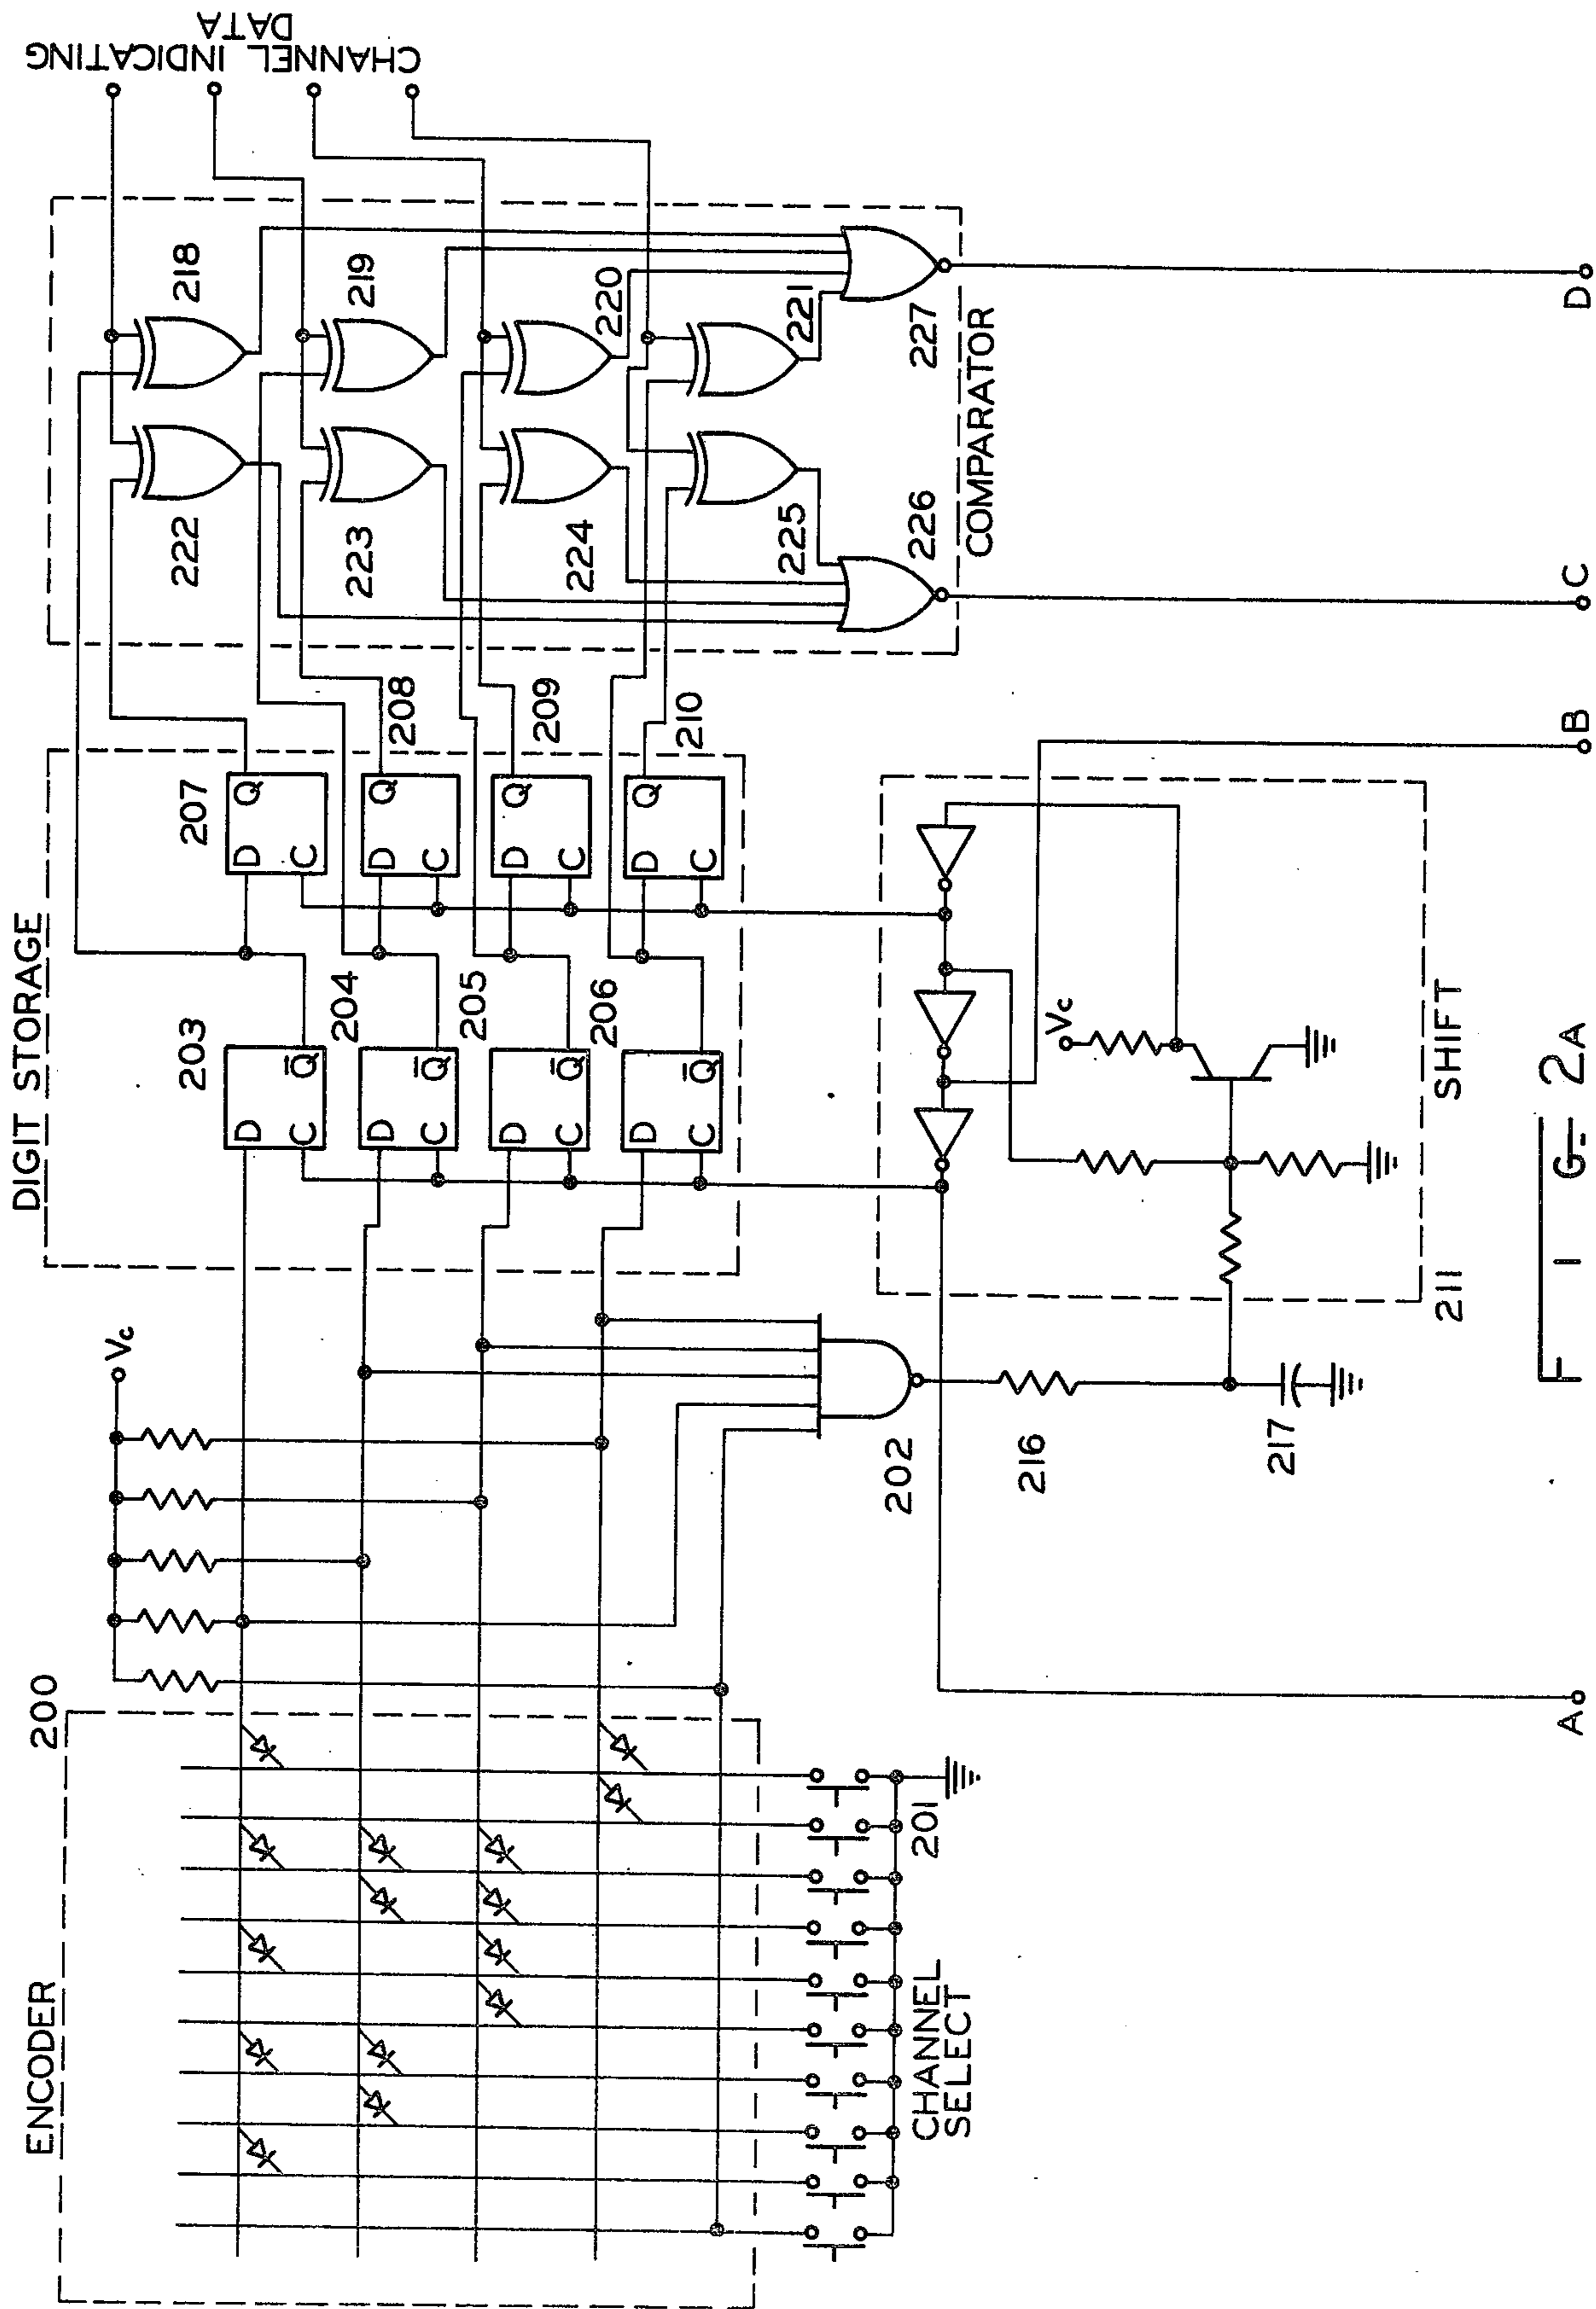 CHANNEL INDICATING
DATA
218
219
220
221
227
222
223
224
225
226
COMPARATOR
D
C
B
A
DIGIT STORAGE
207
D
Q
C
208
D
Q
C
209
D
Q
C
210
D
Q
C
203
D
Q̄
C
204
D
Q̄
C
205
D
Q̄
C
206
D
Q̄
C
Vc
SHIFT
211
Vc
202
216
217
200
ENCODER
201
CHANNEL
SELECT
FIG- 2A